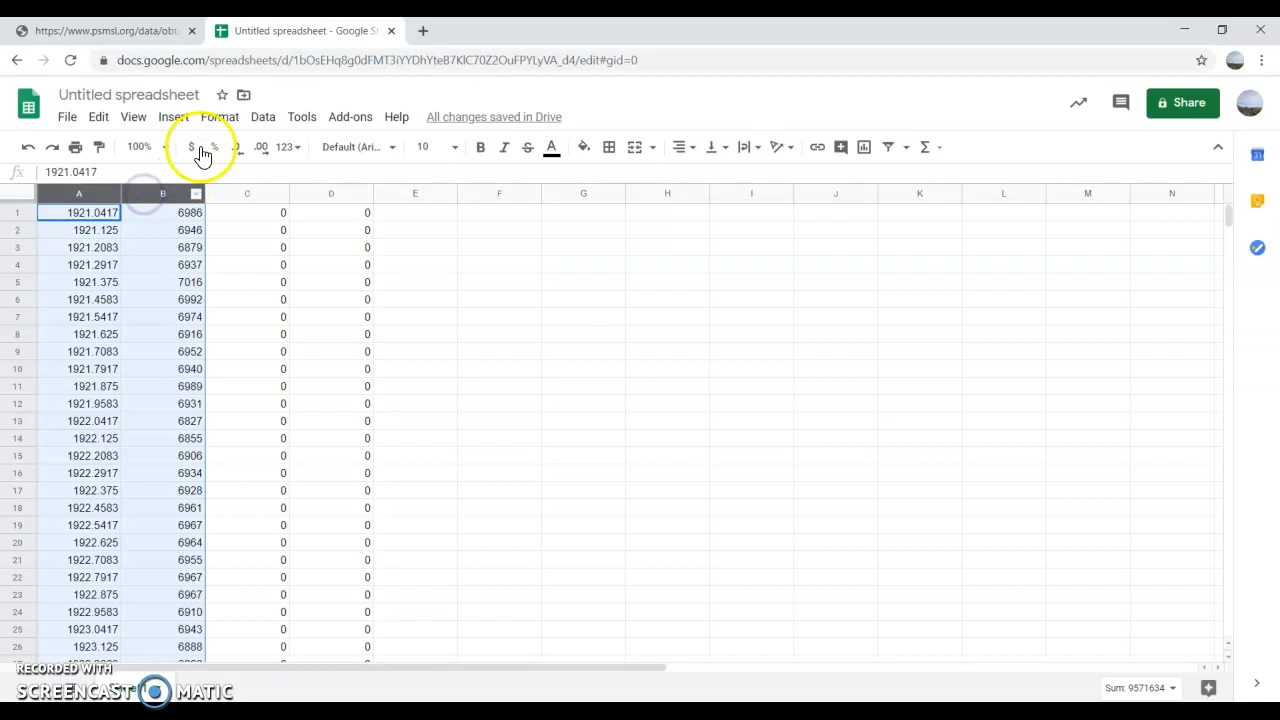 https://www.psmsl.org/data/obt
Untitled spreadsheet - Google S
docs.google.com/spreadsheets/d/1bOsEHq8g0dFMT3iYYDhYteB7KlC70Z2OuFPYLyVA_d4/edit#gid=0
Untitled spreadsheet
File Edit View Insert Format Data Tools Add-ons Help All changes saved in Drive
Share
100% $ % .0 .00 123 Default (Ari... 10 B I S A Σ
fx 1921.0417
A B C D E F G H I J K L M N
1 1921.0417 6986 0 0
2 1921.125 6946 0 0
3 1921.2083 6879 0 0
4 1921.2917 6937 0 0
5 1921.375 7016 0 0
6 1921.4583 6992 0 0
7 1921.5417 6974 0 0
8 1921.625 6916 0 0
9 1921.7083 6952 0 0
10 1921.7917 6940 0 0
11 1921.875 6989 0 0
12 1921.9583 6931 0 0
13 1922.0417 6827 0 0
14 1922.125 6855 0 0
15 1922.2083 6906 0 0
16 1922.2917 6934 0 0
17 1922.375 6928 0 0
18 1922.4583 6961 0 0
19 1922.5417 6967 0 0
20 1922.625 6964 0 0
21 1922.7083 6955 0 0
22 1922.7917 6967 0 0
23 1922.875 6967 0 0
24 1922.9583 6910 0 0
25 1923.0417 6943 0 0
26 1923.125 6888 0 0
RECORDED WITH
SCREENCAST MATIC
Sum: 9571634